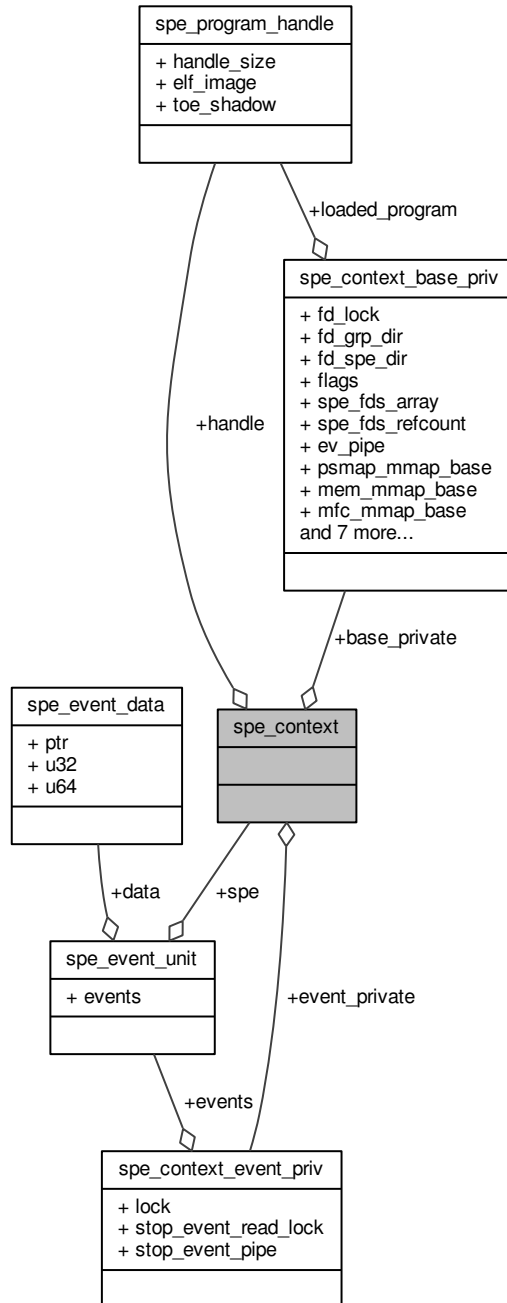 spe_program_handle
+ handle_size
+ elf_image
+ toe_shadow
+loaded_program
spe_context_base_priv
+ fd_lock
+ fd_grp_dir
+ fd_spe_dir
+ flags
+ spe_fds_array
+ spe_fds_refcount
+ ev_pipe
+ psmap_mmap_base
+ mem_mmap_base
+ mfc_mmap_base
and 7 more...
+handle
+base_private
spe_event_data
+ ptr
+ u32
+ u64
spe_context
+data
+spe
spe_event_unit
+ events
+event_private
+events
spe_context_event_priv
+ lock
+ stop_event_read_lock
+ stop_event_pipe